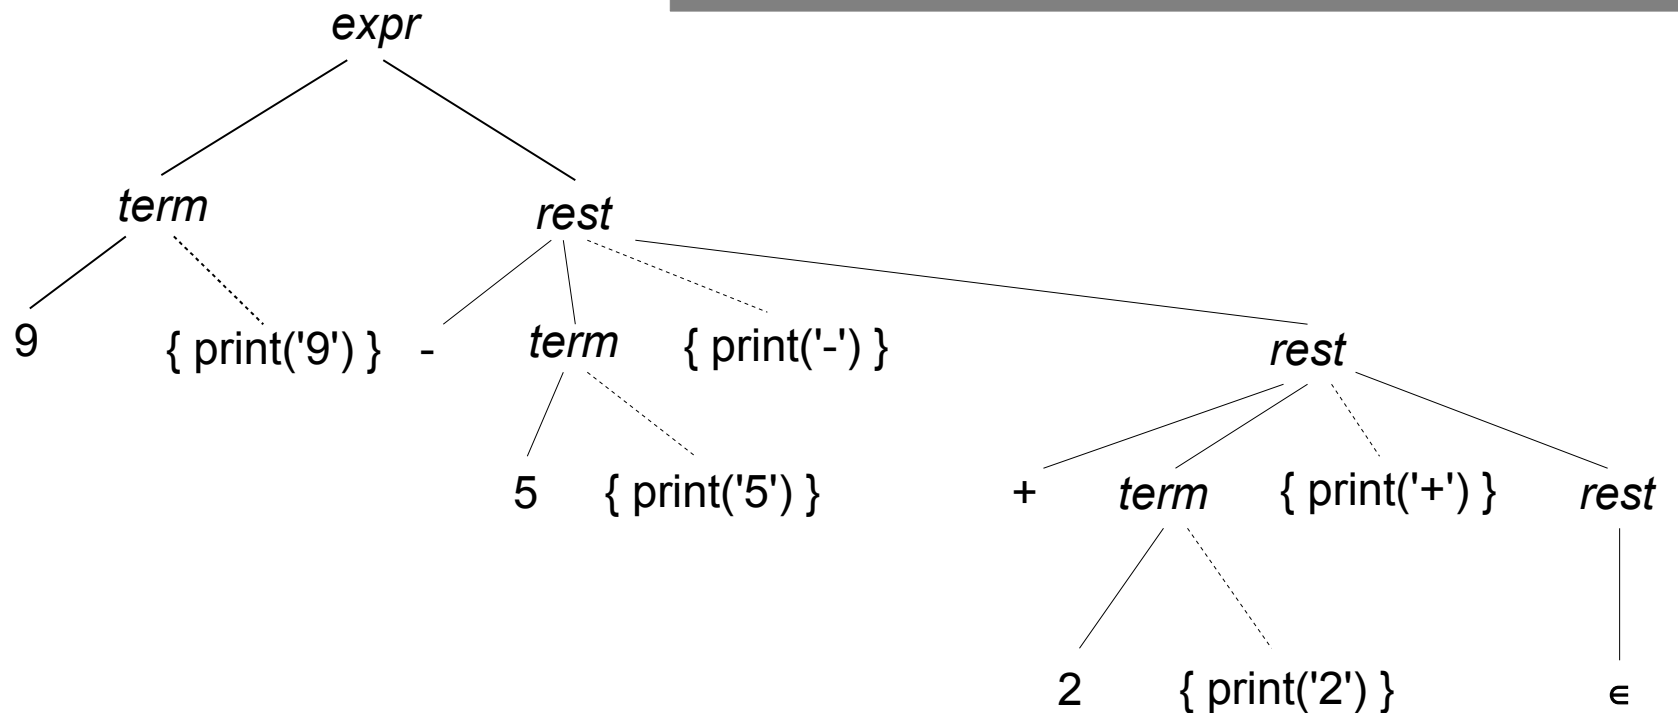 expr
term rest
9 { print('9') } - term { print('-') } rest
5 { print('5') } + term { print('+') } rest
2 { print('2') } ∊